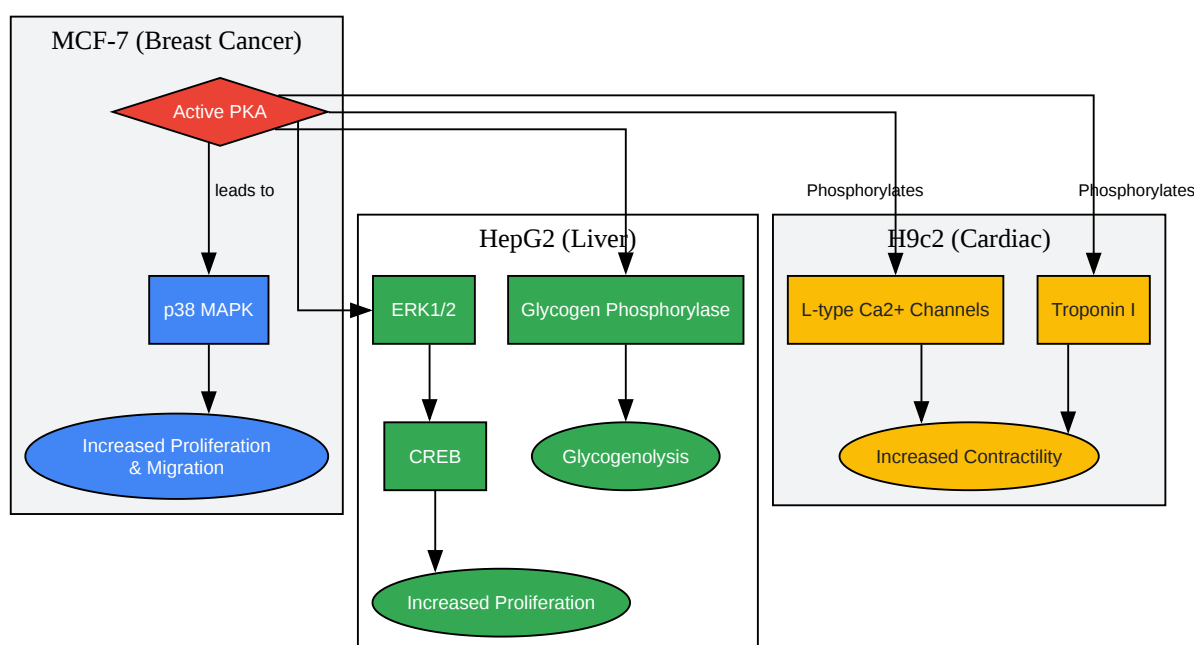 MCF-7 (Breast Cancer)
Active PKA
leads to
Phosphorylates
Phosphorylates
HepG2 (Liver)
H9c2 (Cardiac)
p38 MAPK
ERK1/2
Glycogen Phosphorylase
L-type Ca2+ Channels
Troponin I
Increased Proliferation
& Migration
CREB
Glycogenolysis
Increased Contractility
Increased Proliferation